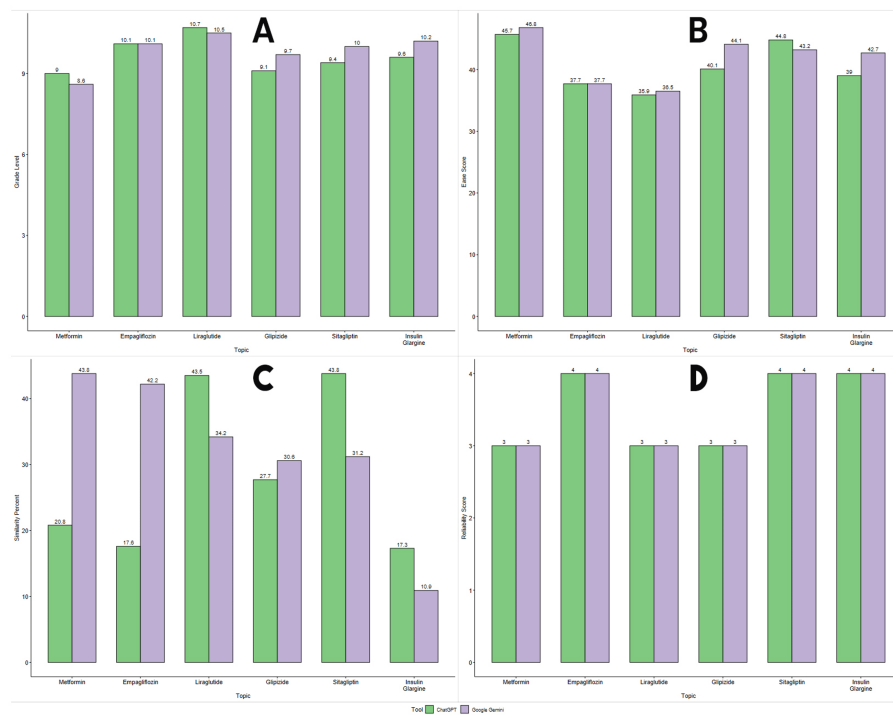 A
10.7
10.5
10.1
10.1
10.2
10
9.7
9.6
9.4
9.1
9
8.6
9
6
3
0
Grade Level
Metformin
Empagliflozin
Liraglutide
Glipizide
Sitagliptin
Insulin
Glargine
Topic
B
45.7
46.8
37.7
37.7
35.9
36.5
40.1
44.1
44.8
43.2
39
42.7
40
30
20
10
0
Ease Score
Metformin
Empagliflozin
Liraglutide
Glipizide
Sitagliptin
Insulin
Glargine
Topic
C
20.8
43.8
17.6
42.2
43.5
34.2
27.7
30.6
43.8
31.2
17.3
10.9
40
30
20
10
0
Similarity Percent
Metformin
Empagliflozin
Liraglutide
Glipizide
Sitagliptin
Insulin
Glargine
Topic
D
3
3
4
4
3
3
3
3
4
4
4
4
4
3
2
1
0
Reliability Score
Metformin
Empagliflozin
Liraglutide
Glipizide
Sitagliptin
Insulin
Glargine
Topic
Tool ChatGPT Google Gemini